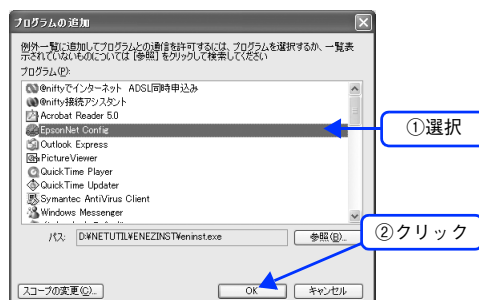 プログラムの追加
例外一覧に追加してプログラムとの通信を許可するには、プログラムを選択するか、一覧表
示されていないものについては [参照] をクリックして検索してください
プログラム(P):
@niftyでインターネット ADSL同時申込み
@nifty接続アシスタント
Acrobat Reader 5.0
EpsonNet Config
①選択
Outlook Express
PictureViewer
QuickTime Player
QuickTime Updater
Symantec AntiVirus Client
Windows Messenger
パス: D:¥NETUTIL¥ENEZINST¥eninst.exe
参照(B)...
②クリック
スコープの変更(C)...
OK
キャンセル